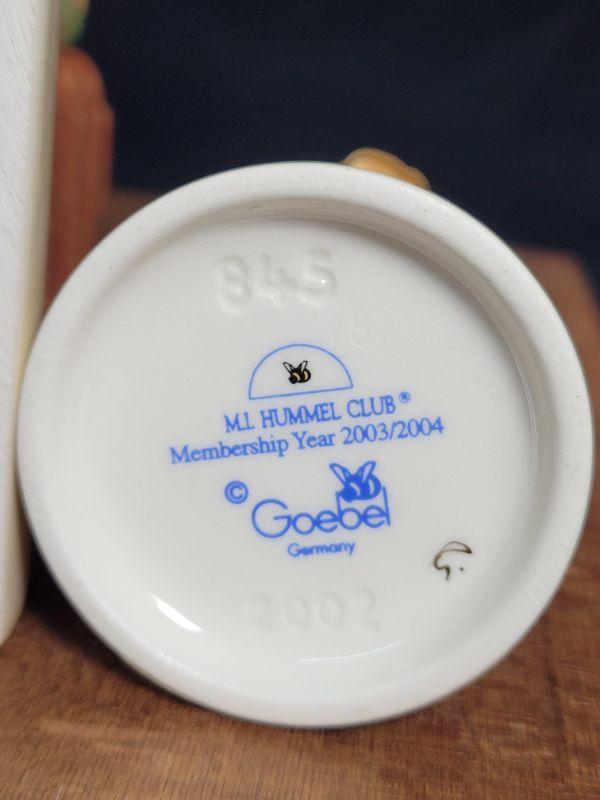 845
M.I. HUMMEL CLUB®
Membership Year 2003/2004
© Goebel
Germany
2002